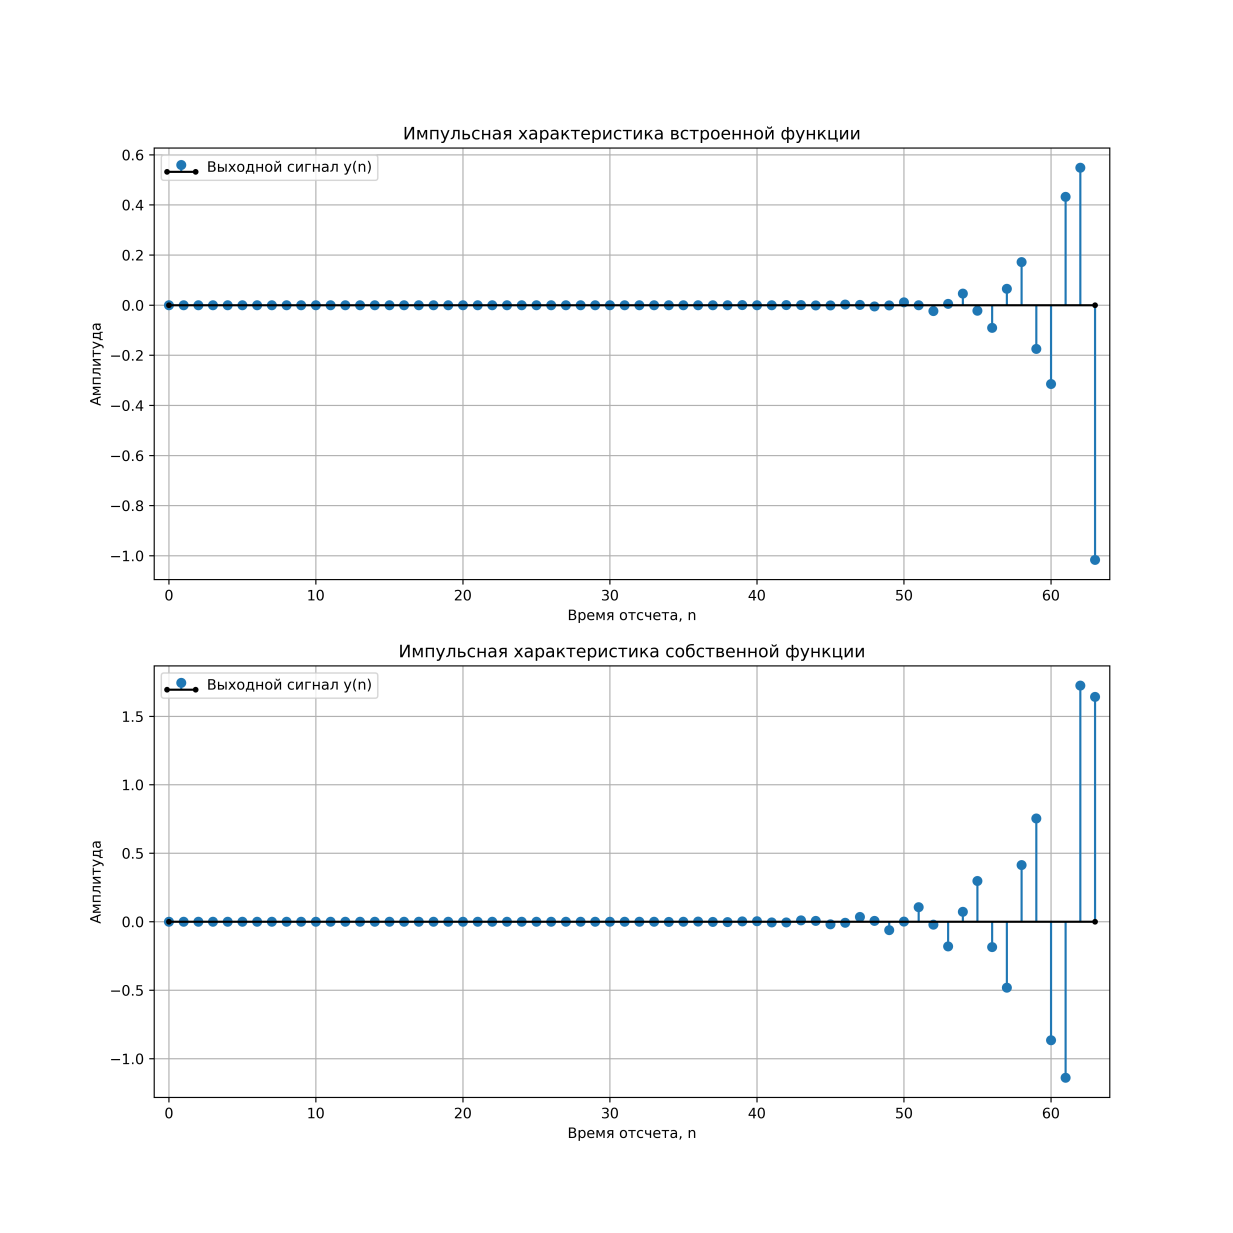 Импульсная характеристика встроенной функции
Выходной сигнал y(n)
0.6
0.4
0.2
0.0
−0.2
−0.4
−0.6
−0.8
−1.0
Амплитуда
0 10 20 30 40 50 60
Время отсчета, n
Импульсная характеристика собственной функции
Выходной сигнал y(n)
1.5
1.0
0.5
0.0
−0.5
−1.0
Амплитуда
0 10 20 30 40 50 60
Время отсчета, n